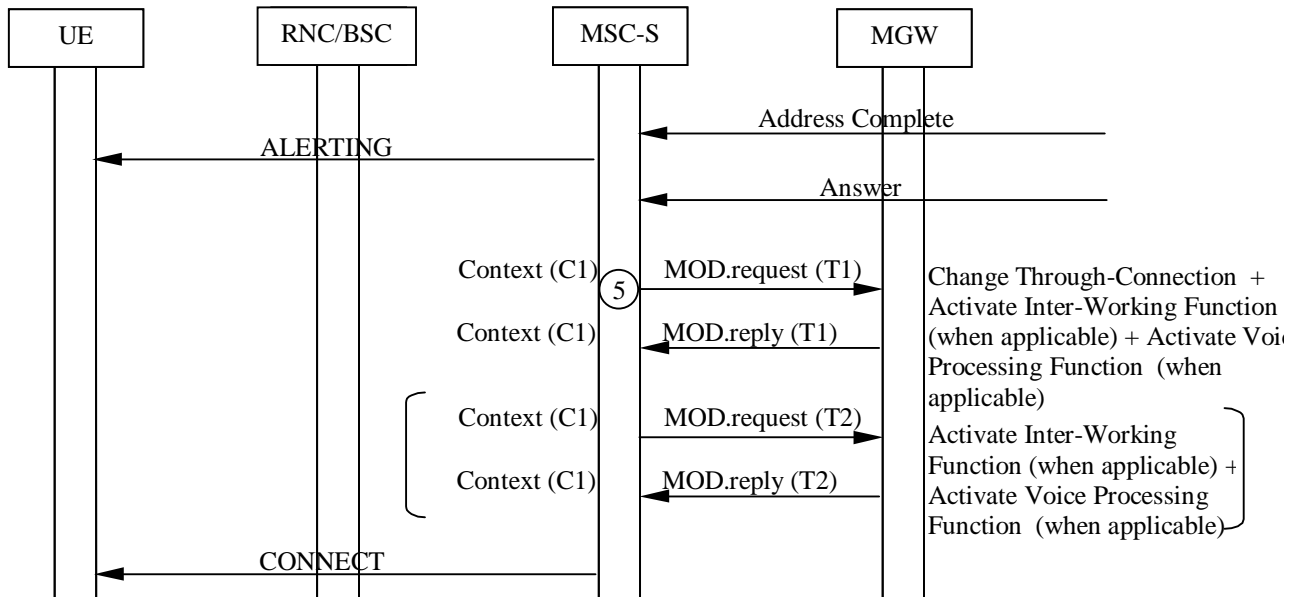 UE
RNC/BSC
MSC-S
MGW
Address Complete
ALERTING
Answer
Context (C1)
5
MOD.request (T1)
Change Through-Connection +
Activate Inter-Working Function
(when applicable) + Activate Voi
Processing Function (when
applicable)
Context (C1)
MOD.reply (T1)
Context (C1)
MOD.request (T2)
Activate Inter-Working
Function (when applicable) +
Activate Voice Processing
Function (when applicable)
Context (C1)
MOD.reply (T2)
CONNECT